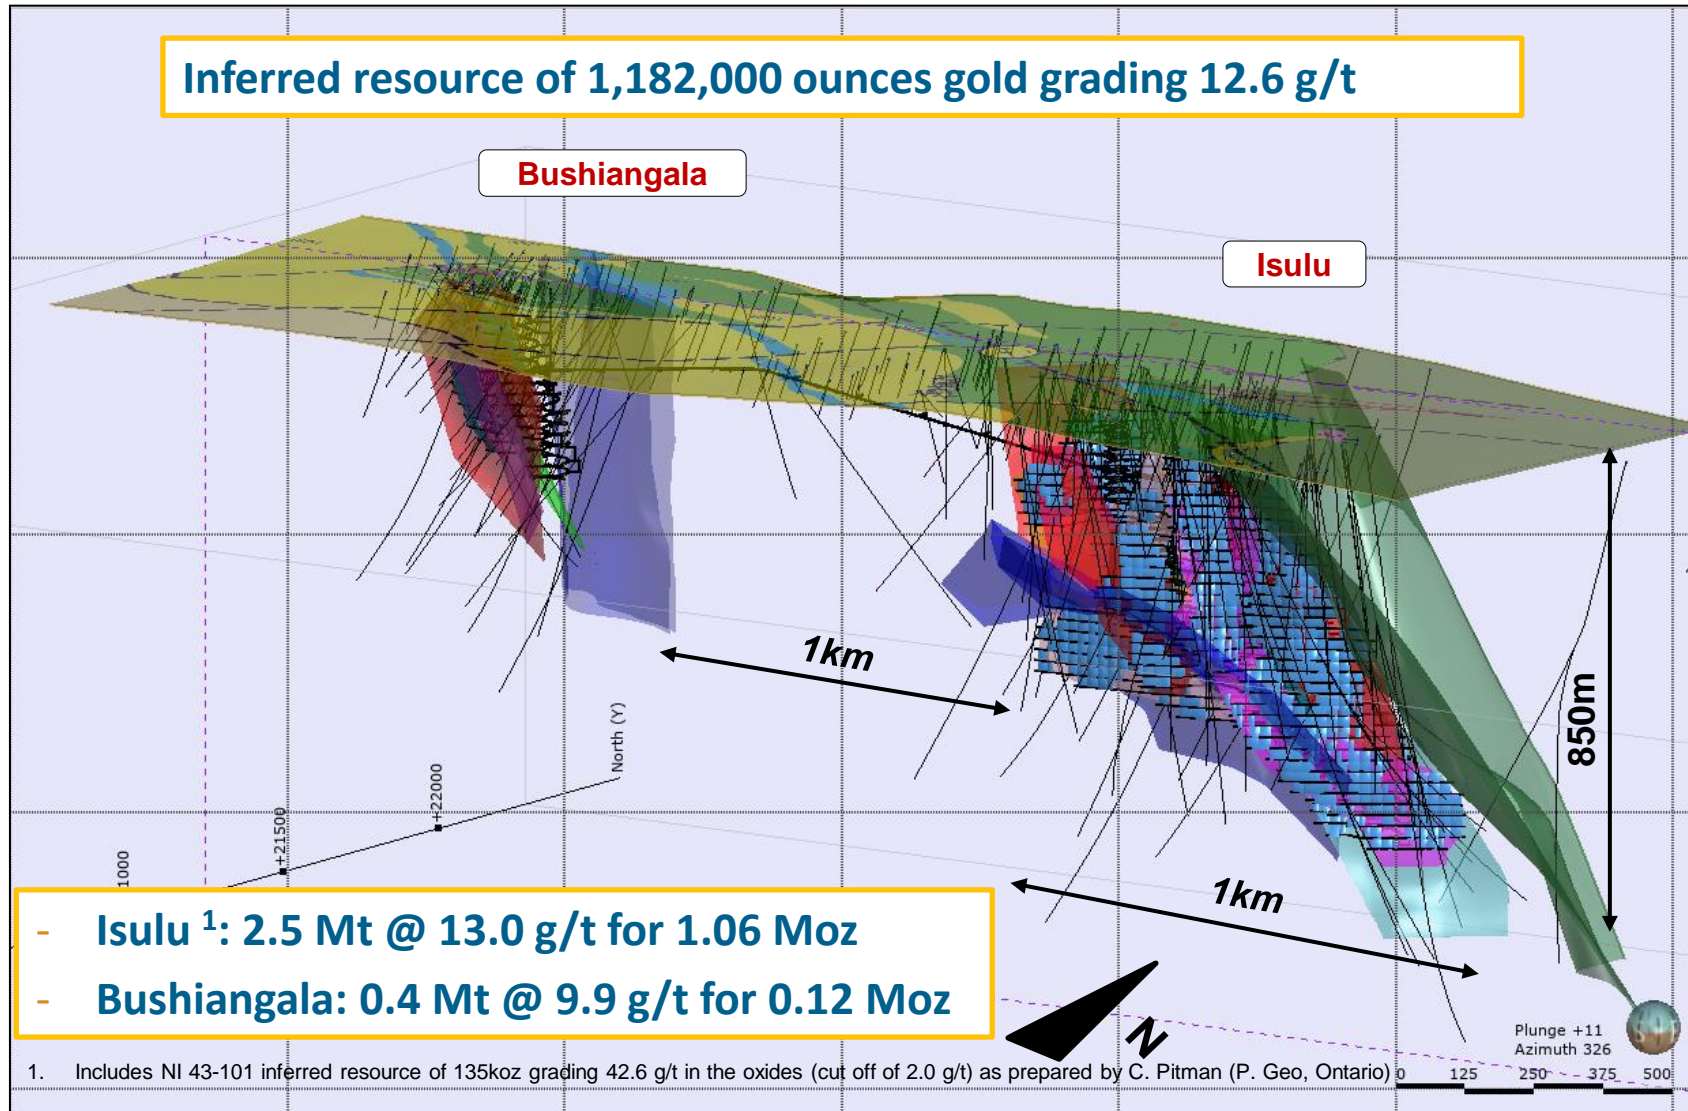 Inferred resource of 1,182,000 ounces gold grading 12.6 g/t
Bushiangala
Isulu
1km
850m
North (Y)
+22000
+21500
1000
1km
- Isulu ¹: 2.5 Mt @ 13.0 g/t for 1.06 Moz
- Bushiangala: 0.4 Mt @ 9.9 g/t for 0.12 Moz
N
Plunge +11
Azimuth 326
0 125 250 375 500
1. Includes NI 43-101 inferred resource of 135koz grading 42.6 g/t in the oxides (cut off of 2.0 g/t) as prepared by C. Pitman (P. Geo, Ontario)